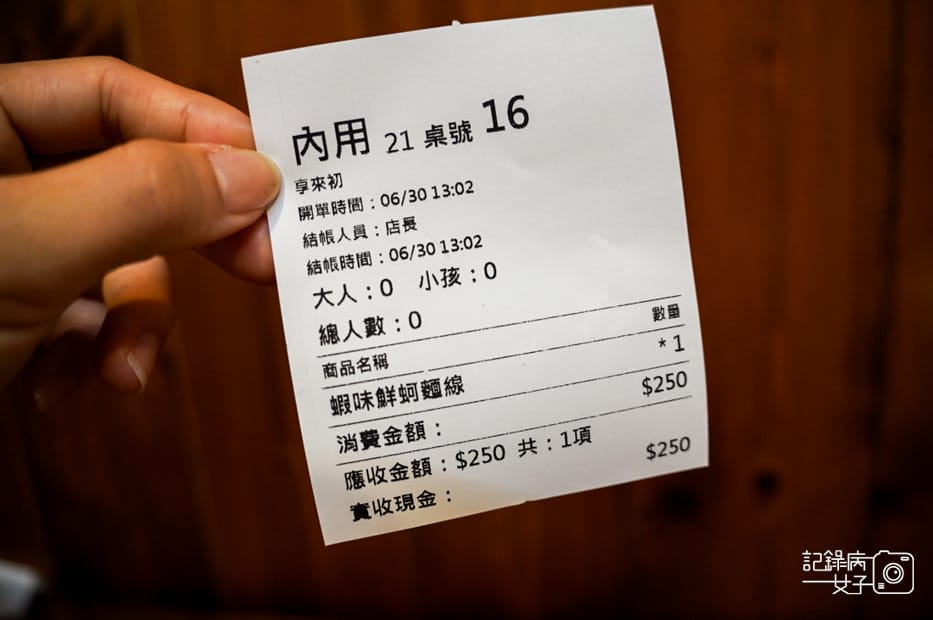 內用 21 桌號 16
享來初
開單時間：06/30 13:02
結帳人員：店長
結帳時間：06/30 13:02
大人：0 小孩：0
總人數：0
商品名稱 數量
蝦味鮮蚵麵線 * 1
消費金額： $250
應收金額：$250 共：1項
實收現金： $250
記錄病
女子